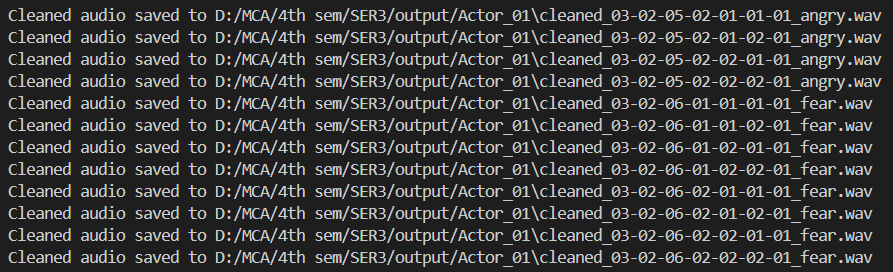 Cleaned audio saved to D:/MCA/4th sem/SER3/output/Actor_01\cleaned_03-02-05-02-01-01-01_angry.wav
Cleaned audio saved to D:/MCA/4th sem/SER3/output/Actor_01\cleaned_03-02-05-02-01-02-01_angry.wav
Cleaned audio saved to D:/MCA/4th sem/SER3/output/Actor_01\cleaned_03-02-05-02-02-01-01_angry.wav
Cleaned audio saved to D:/MCA/4th sem/SER3/output/Actor_01\cleaned_03-02-05-02-02-02-01_angry.wav
Cleaned audio saved to D:/MCA/4th sem/SER3/output/Actor_01\cleaned_03-02-06-01-01-01-01_fear.wav
Cleaned audio saved to D:/MCA/4th sem/SER3/output/Actor_01\cleaned_03-02-06-01-01-02-01_fear.wav
Cleaned audio saved to D:/MCA/4th sem/SER3/output/Actor_01\cleaned_03-02-06-01-02-01-01_fear.wav
Cleaned audio saved to D:/MCA/4th sem/SER3/output/Actor_01\cleaned_03-02-06-01-02-02-01_fear.wav
Cleaned audio saved to D:/MCA/4th sem/SER3/output/Actor_01\cleaned_03-02-06-02-01-01-01_fear.wav
Cleaned audio saved to D:/MCA/4th sem/SER3/output/Actor_01\cleaned_03-02-06-02-01-02-01_fear.wav
Cleaned audio saved to D:/MCA/4th sem/SER3/output/Actor_01\cleaned_03-02-06-02-02-01-01_fear.wav
Cleaned audio saved to D:/MCA/4th sem/SER3/output/Actor_01\cleaned_03-02-06-02-02-02-01_fear.wav